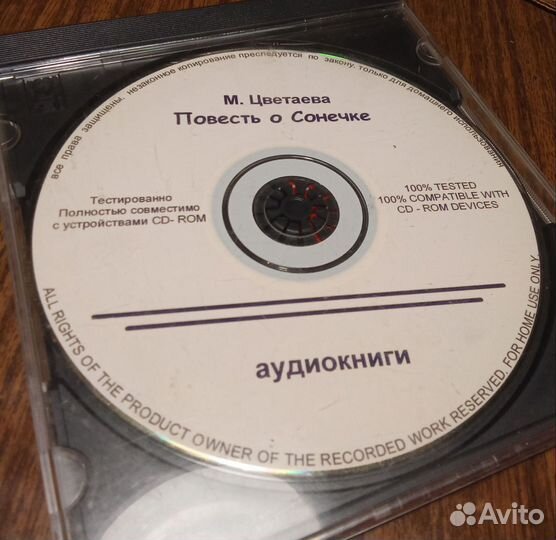 все права защищены. незаконное копирование преследуется по закону. только для домашнего использования
М. Цветаева
Повесть о Сонечке
Тестированно
Полностью совместимо
с устройствами CD- ROM
100% TESTED
100% COMPATIBLE WITH
CD - ROM DEVICES
аудиокниги
ALL RIGHTS OF THE PRODUCT OWNER OF THE RECORDED WORK RESERVED. FOR HOME USE ONLY.
Avito